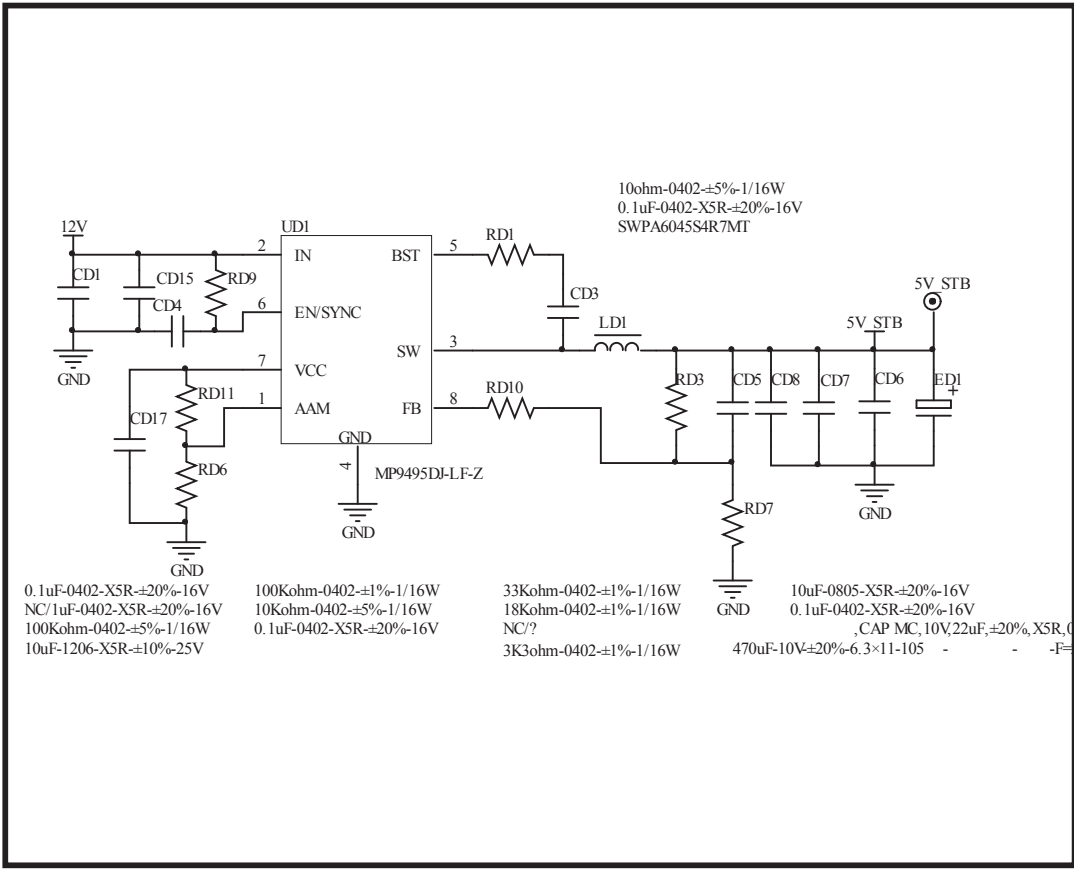 10ohm-0402-±5%-1/16W
0.1uF-0402-X5R-±20%-16V
SWPA6045S4R7MT
12V
UD1
2
IN
BST
5
RD1
CD1
CD15
RD9
CD4
6
EN/SYNC
CD3
5V_STB
LD1
5V_STB
SW
3
GND
7
VCC
RD11
1
AAM
FB
8
RD10
RD3
CD5
CD8
CD7
CD6
ED1
+
CD17
GND
RD6
4
MP9495DJ-LF-Z
GND
RD7
GND
GND
GND
0.1uF-0402-X5R-±20%-16V
NC/1uF-0402-X5R-±20%-16V
100Kohm-0402-±5%-1/16W
10uF-1206-X5R-±10%-25V
100Kohm-0402-±1%-1/16W
10Kohm-0402-±5%-1/16W
0.1uF-0402-X5R-±20%-16V
33Kohm-0402-±1%-1/16W
18Kohm-0402-±1%-1/16W
NC/?
3K3ohm-0402-±1%-1/16W
10uF-0805-X5R-±20%-16V
0.1uF-0402-X5R-±20%-16V
,CAP MC,10V,22uF,±20%,X5R,0
470uF-10V-±20%-6.3×11-105 - - -F=